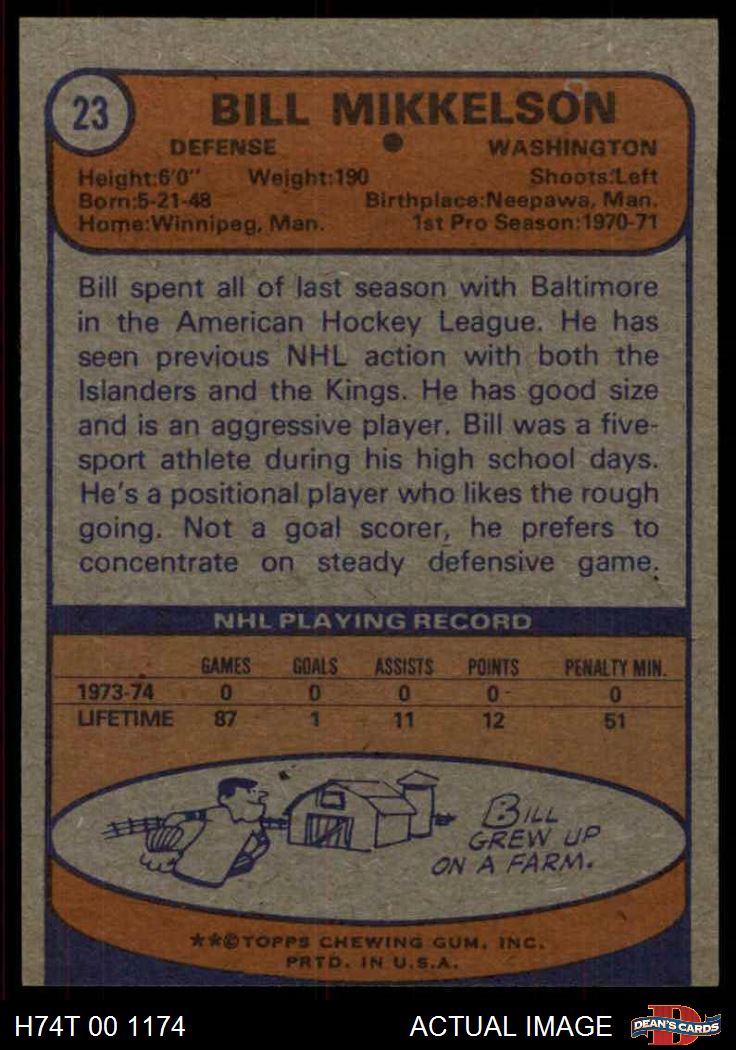 23
BILL MIKKELSON
DEFENSE WASHINGTON
Height:6'0" Weight:190 Shoots:Left
Born:5-21-48 Birthplace:Neepawa, Man.
Home:Winnipeg, Man. 1st Pro Season:1970-71
Bill spent all of last season with Baltimore
in the American Hockey League. He has
seen previous NHL action with both the
Islanders and the Kings. He has good size
and is an aggressive player. Bill was a five-
sport athlete during his high school days.
He's a positional player who likes the rough
going. Not a goal scorer, he prefers to
concentrate on steady defensive game.
NHL PLAYING RECORD
GAMES GOALS ASSISTS POINTS PENALTY MIN.
1973-74 0 0 0 0 0
LIFETIME 87 1 11 12 51
BILL
GREW UP
ON A FARM.
**©TOPPS CHEWING GUM, INC.
PRTD. IN U.S.A.
H74T 00 1174 ACTUAL IMAGE DEAN'S CARDS